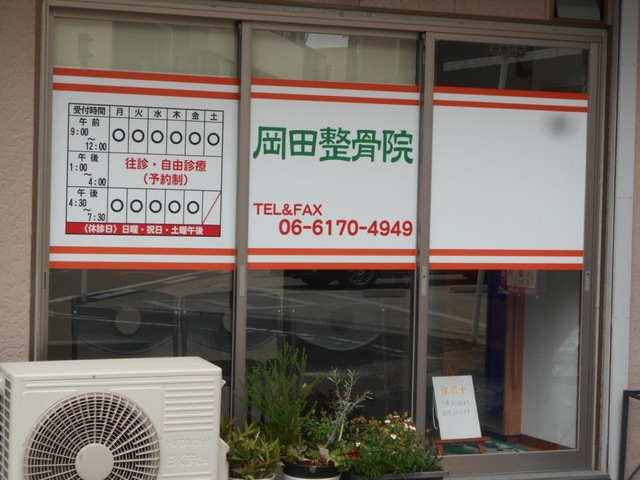 受付時間 月 火 水 木 金 土
午前 9:00～12:00 ○ ○ ○ ○ ○ ○
午後 1:00～4:00 往診・自由診療
(予約制)
午後 4:30～7:30 ○ ○ ○ ○ ○
〈休診日〉日曜・祝日・土曜午後
岡田整骨院
TEL&FAX
06-6170-4949